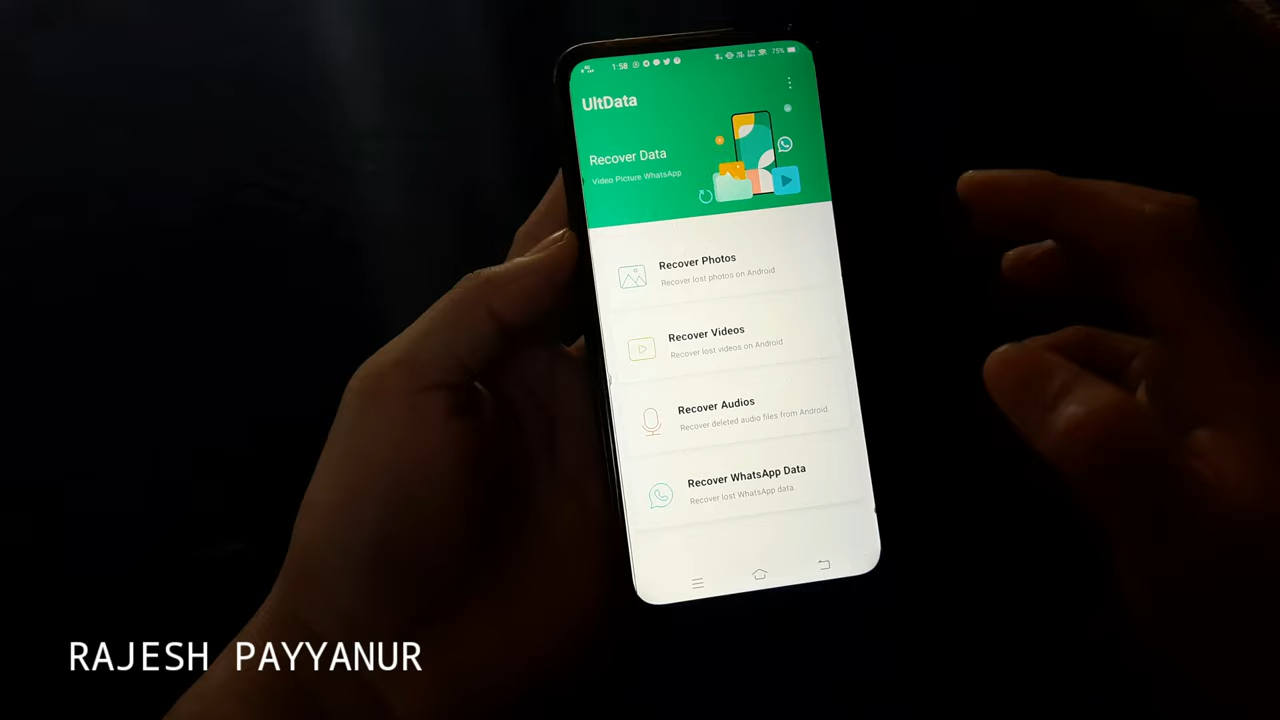 1:58
75%
UltData
Recover Data
Video Picture WhatsApp
Recover Photos
Recover lost photos on Android.
Recover Videos
Recover lost videos on Android.
Recover Audios
Recover deleted audio files from Android.
Recover WhatsApp Data
Recover lost WhatsApp data.
RAJESH PAYYANUR